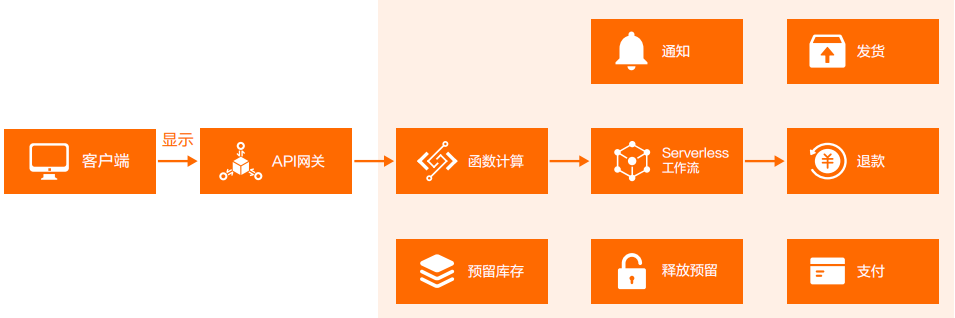 通知
发货
客户端
显示
API网关
函数计算
Serverless
工作流
退款
预留库存
释放预留
支付